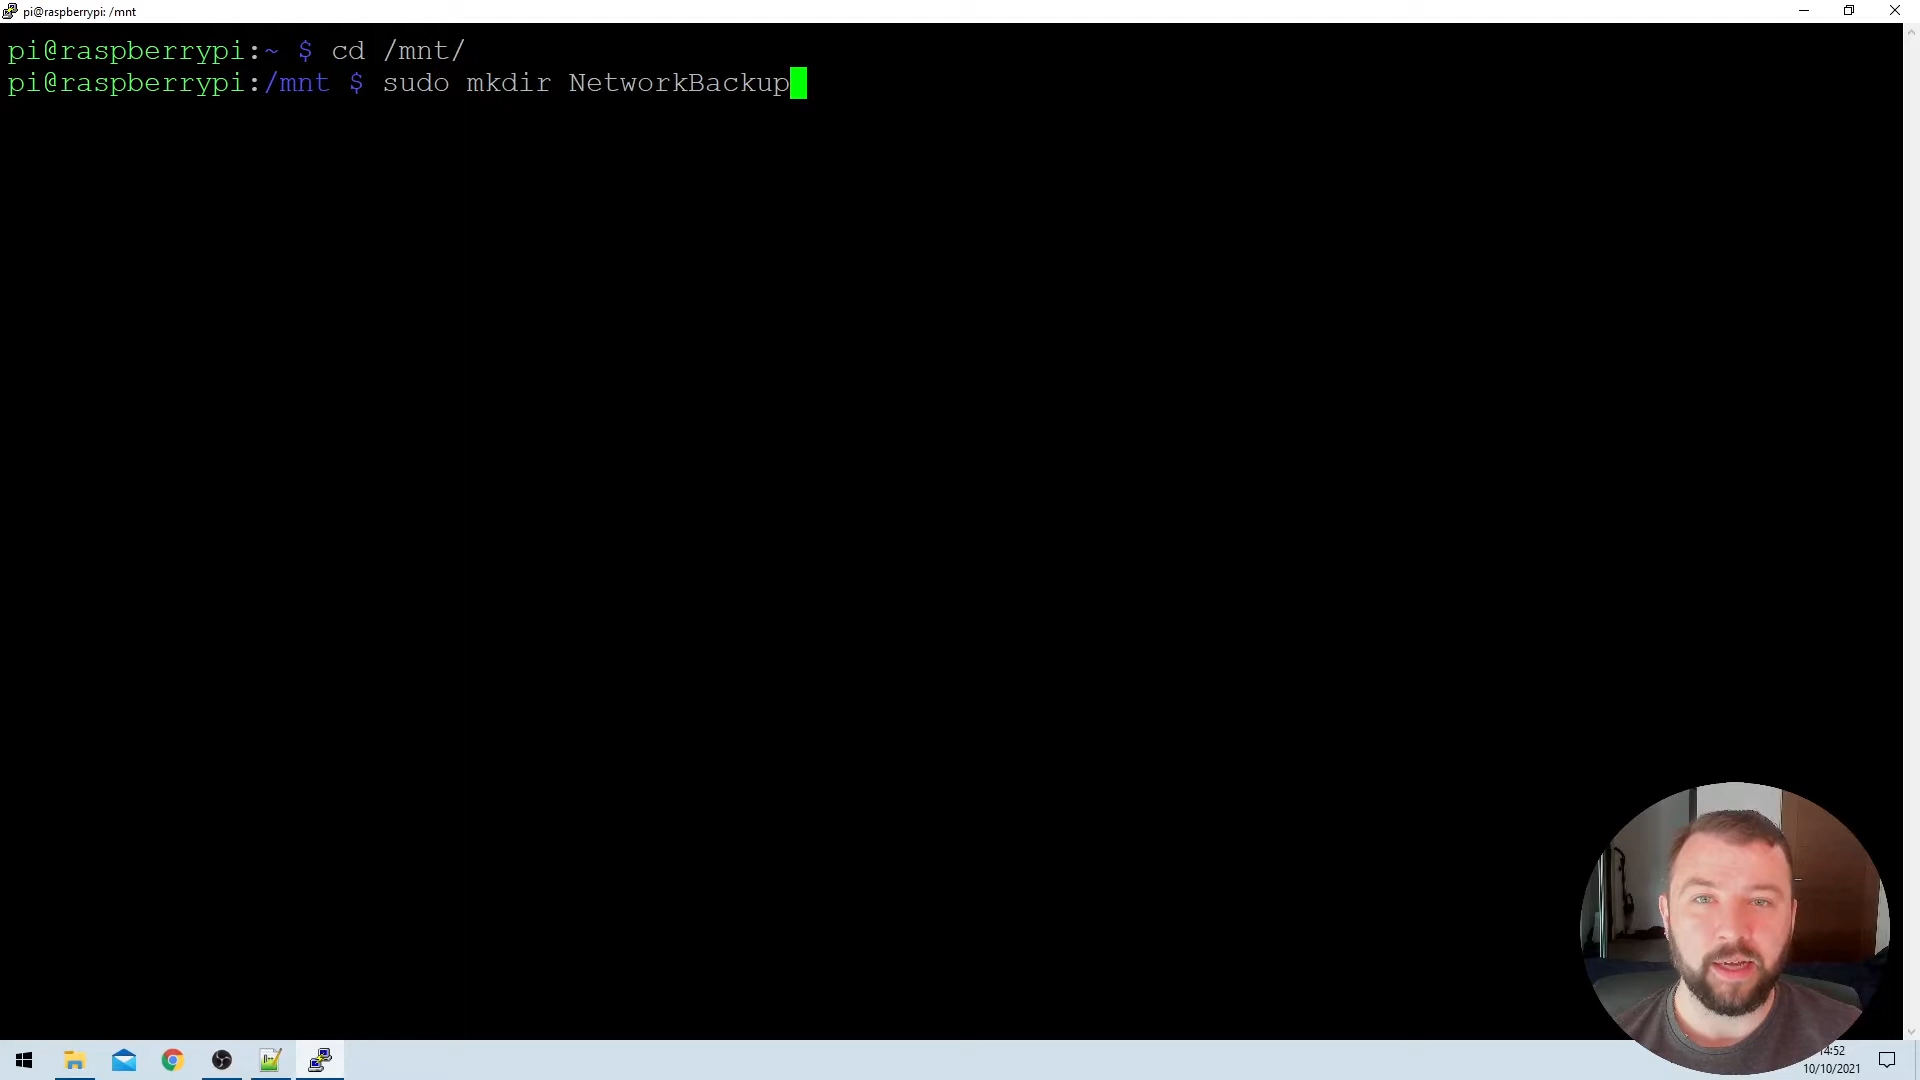 pi@raspberrypi: /mnt
pi@raspberrypi:~ $ cd /mnt/
pi@raspberrypi:/mnt $ sudo mkdir NetworkBackup
14:52
10/10/2021